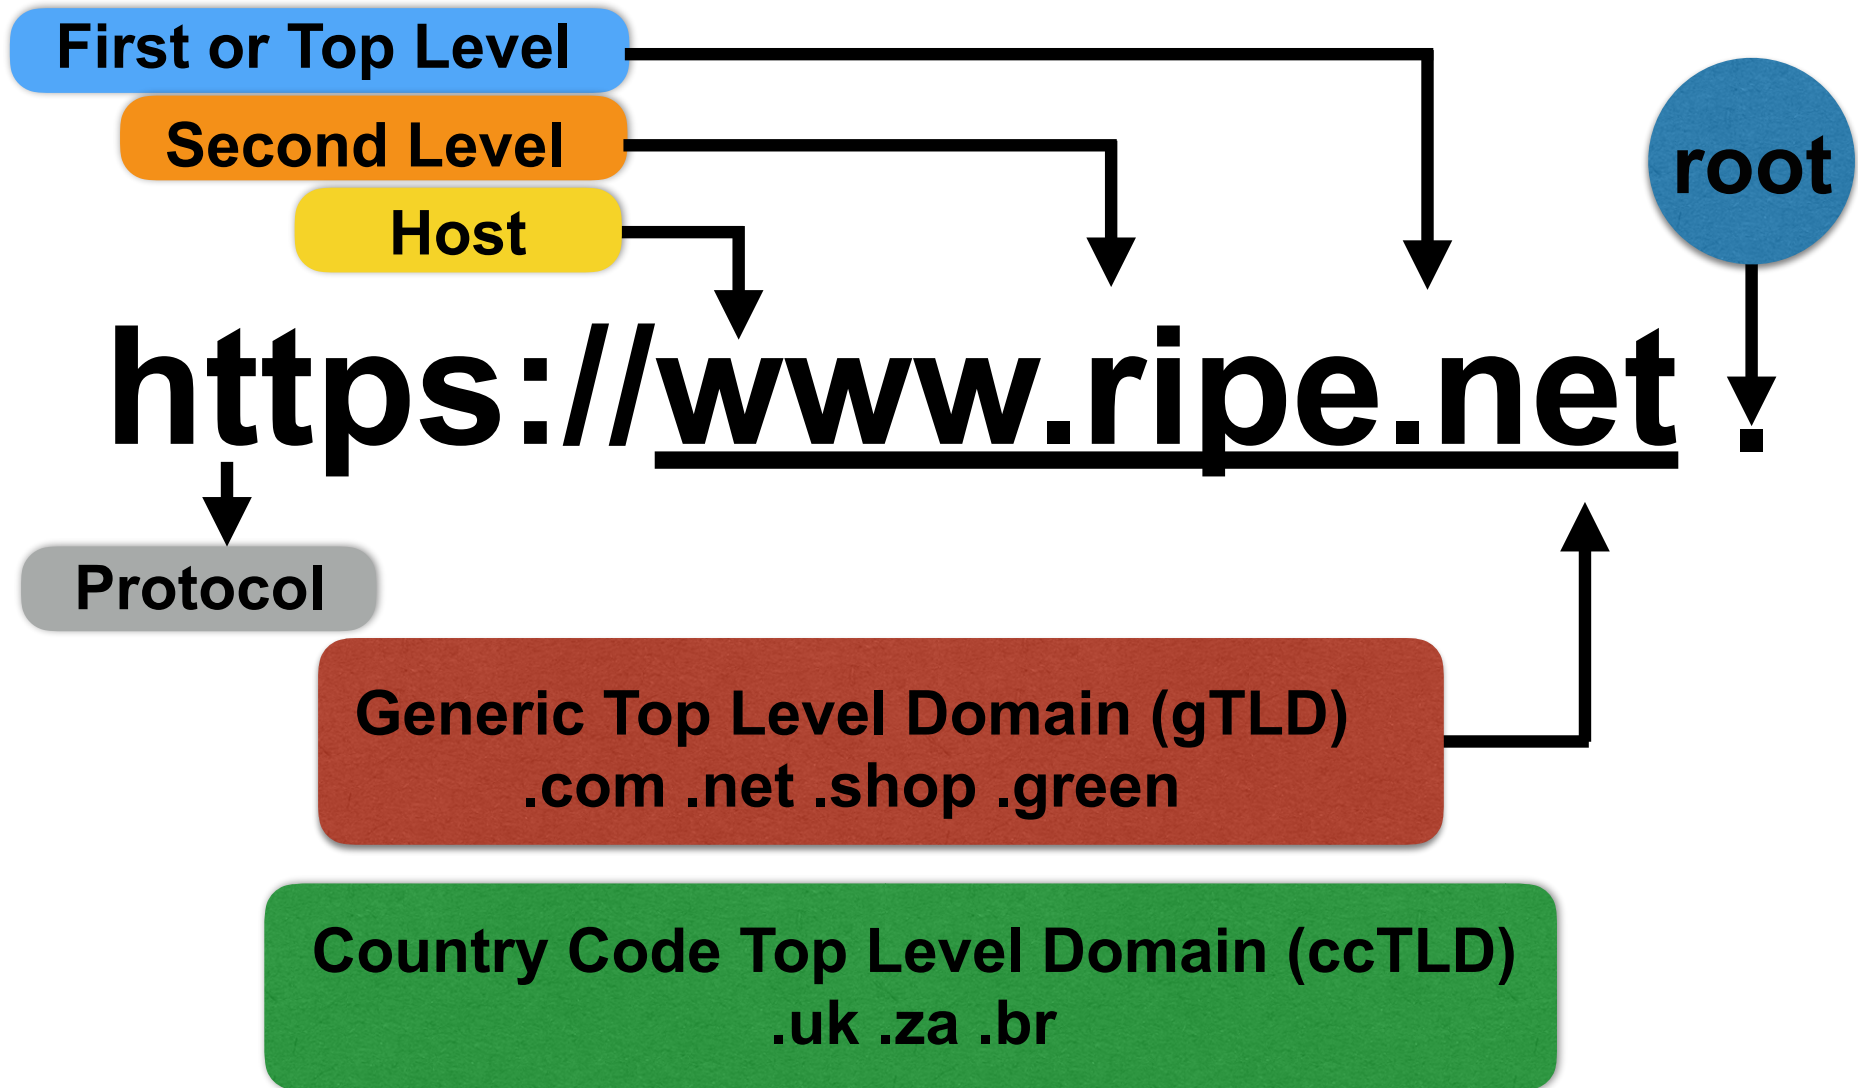 First or Top Level
Second Level
Host
root
https://www.ripe.net .
Protocol
Generic Top Level Domain (gTLD)
.com .net .shop .green
Country Code Top Level Domain (ccTLD)
.uk .za .br